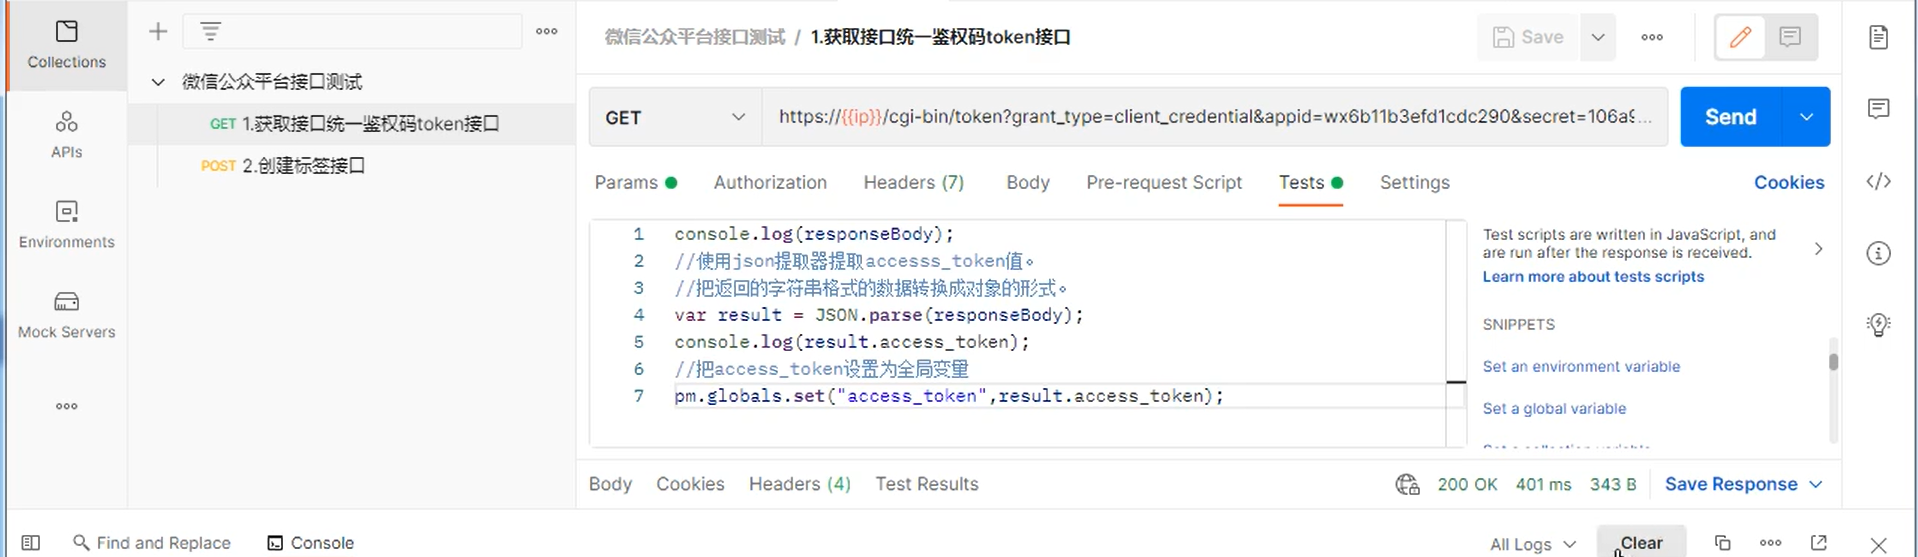 Collections
微信公众平台接口测试 / 1.获取接口统一鉴权码token接口
Save
微信公众平台接口测试
GET
https://{{ip}}/cgi-bin/token?grant_type=client_credential&appid=wx6b11b3efd1cdc290&secret=106a9...
Send
GET 1.获取接口统一鉴权码token接口
APIs
POST 2.创建标签接口
Params
Authorization
Headers (7)
Body
Pre-request Script
Tests
Settings
Cookies
Environments
Mock Servers
1 console.log(responseBody);
2 //使用json提取器提取accesss_token值。
3 //把返回的字符串格式的数据转换成对象的形式。
4 var result = JSON.parse(responseBody);
5 console.log(result.access_token);
6 //把access_token设置为全局变量
7 pm.globals.set("access_token",result.access_token);
Test scripts are written in JavaScript, and
are run after the response is received.
Learn more about tests scripts
SNIPPETS
Set an environment variable
Set a global variable
Body
Cookies
Headers (4)
Test Results
200 OK
401 ms
343 B
Save Response
Find and Replace
Console
All Logs
Clear